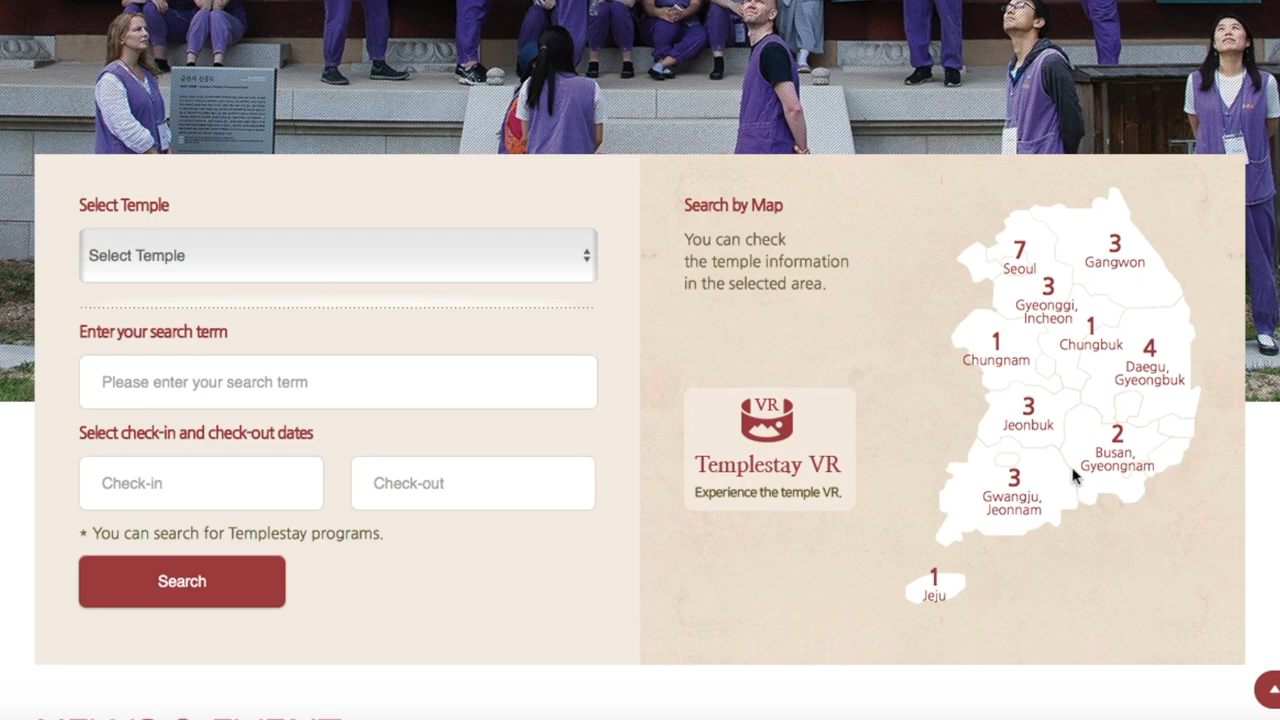 Select Temple
Select Temple
Enter your search term
Please enter your search term
Select check-in and check-out dates
Check-in
Check-out
* You can search for Templestay programs.
Search
Search by Map
You can check
the temple information
in the selected area.
VR
Templestay VR
Experience the temple VR.
7
Seoul
3
Gangwon
3
Gyeonggi,
Incheon
1
Chungbuk
1
Chungnam
4
Daegu,
Gyeongbuk
3
Jeonbuk
2
Busan,
Gyeongnam
3
Gwangju,
Jeonnam
1
Jeju